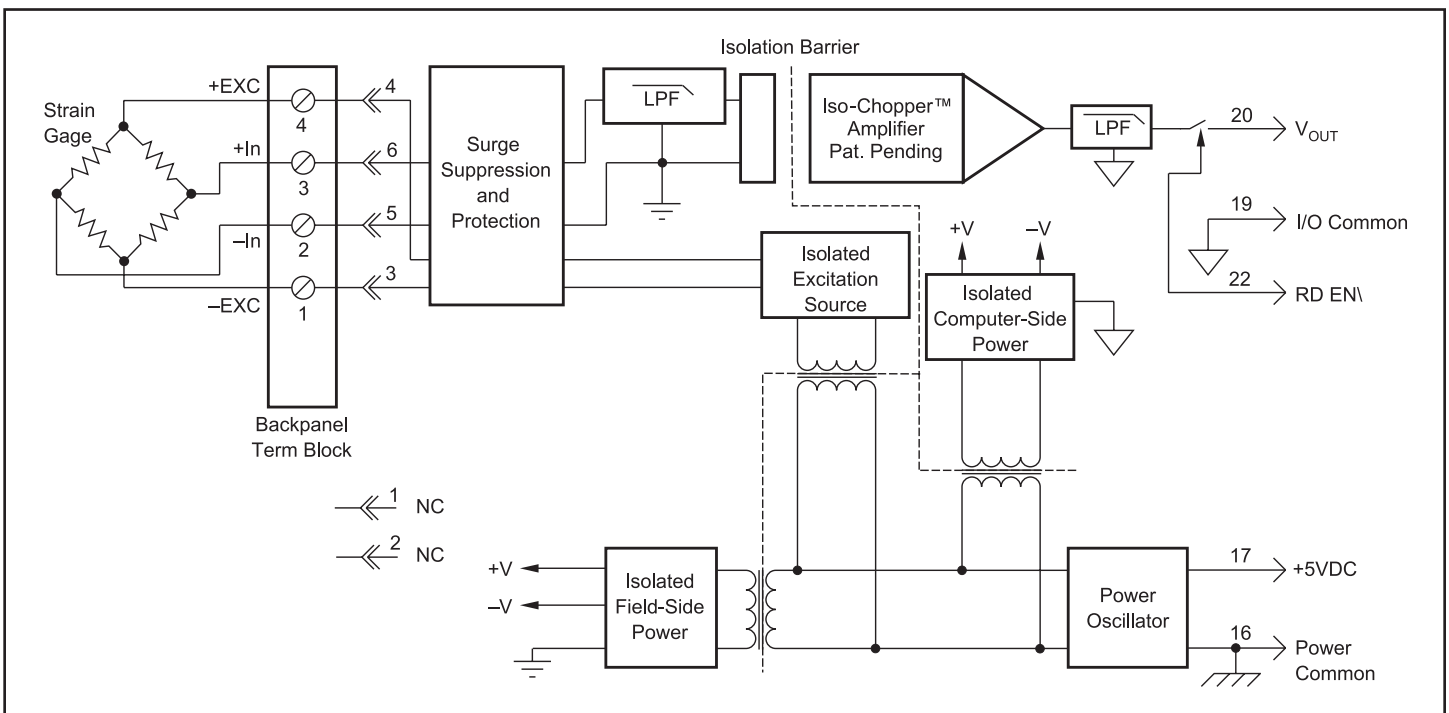 Isolation Barrier
Strain
Gage
+EXC
4
4
+In
3
6
–In
2
5
–EXC
1
3
Backpanel
Term Block
Surge
Suppression
and
Protection
LPF
Iso-Chopper™
Amplifier
Pat. Pending
LPF
20
V_OUT
19
I/O Common
22
RD EN\
Isolated
Excitation
Source
+V
–V
Isolated
Computer-Side
Power
1
NC
2
NC
+V
–V
Isolated
Field-Side
Power
Power
Oscillator
17
+5VDC
16
Power
Common